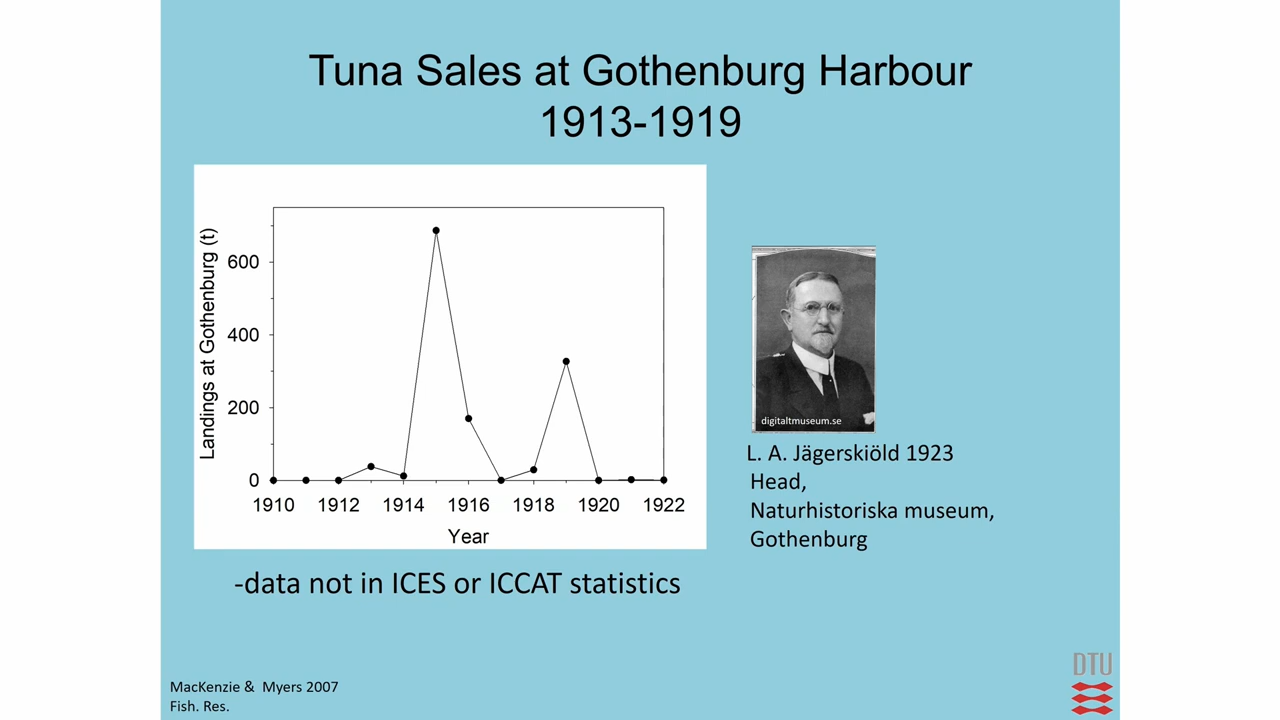 Tuna Sales at Gothenburg Harbour
1913-1919
Landings at Gothenburg (t)
600
400
200
0
1910 1912 1914 1916 1918 1920 1922
Year
digitaltmuseum.se
L. A. Jägerskiöld 1923
Head,
Naturhistoriska museum,
Gothenburg
-data not in ICES or ICCAT statistics
MacKenzie & Myers 2007
Fish. Res.
DTU